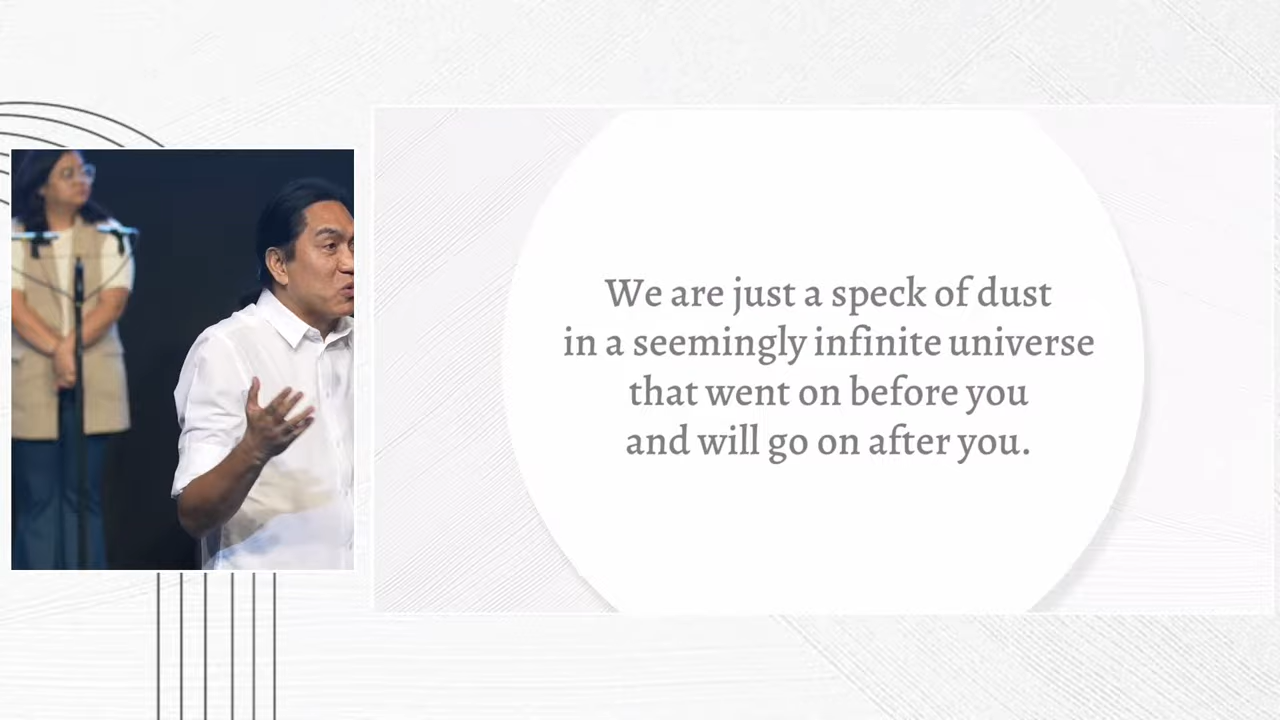 We are just a speck of dust
in a seemingly infinite universe
that went on before you
and will go on after you.